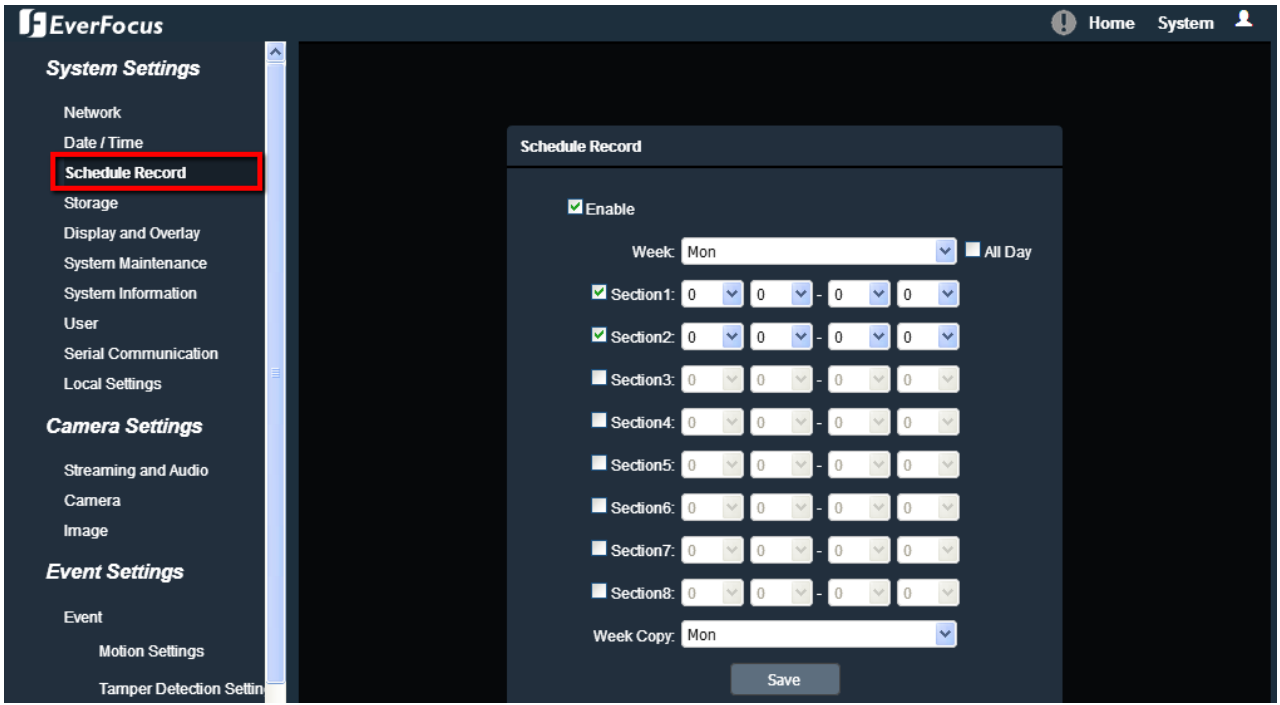 EverFocus
Home System
System Settings
Network
Date / Time
Schedule Record
Storage
Display and Overlay
System Maintenance
System Information
User
Serial Communication
Local Settings
Camera Settings
Streaming and Audio
Camera
Image
Event Settings
Event
Motion Settings
Tamper Detection Settin
Schedule Record
Enable
Week: Mon All Day
Section1: 0 0 - 0 0
Section2: 0 0 - 0 0
Section3: 0 0 - 0 0
Section4: 0 0 - 0 0
Section5: 0 0 - 0 0
Section6: 0 0 - 0 0
Section7: 0 0 - 0 0
Section8: 0 0 - 0 0
Week Copy: Mon
Save